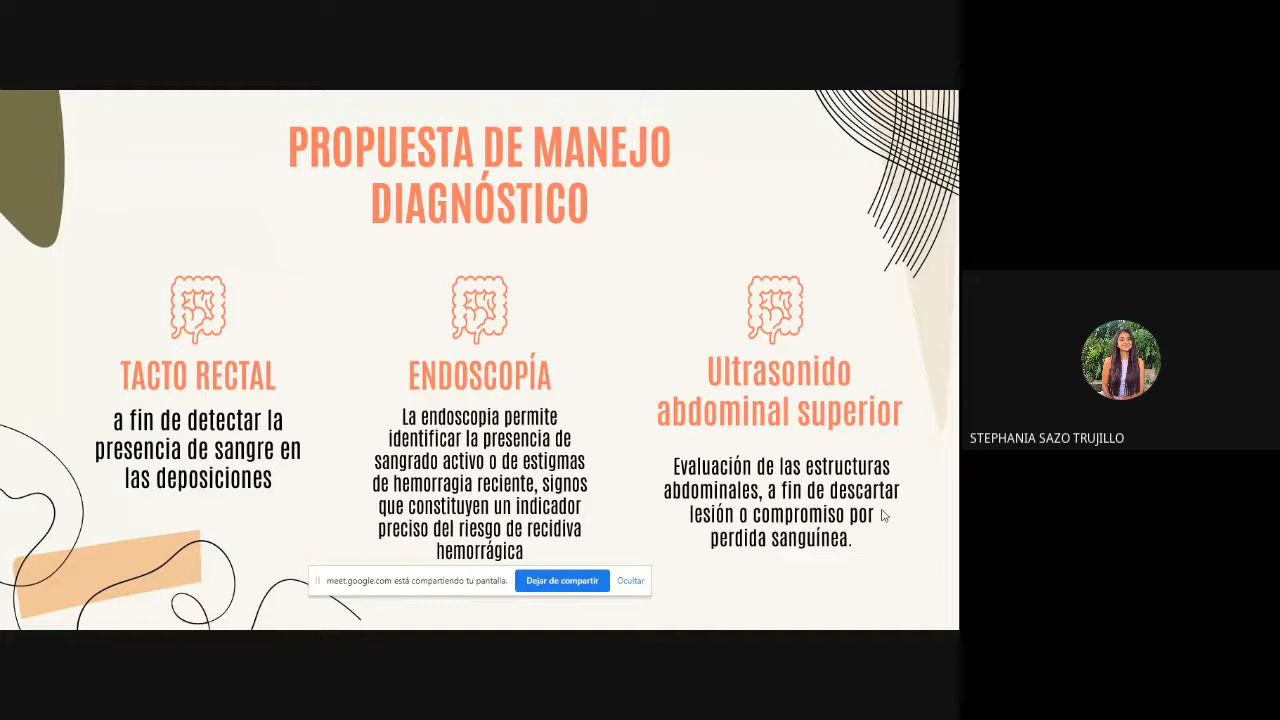 PROPUESTA DE MANEJO
DIAGNÓSTICO
TACTO RECTAL
a fin de detectar la
presencia de sangre en
las deposiciones
ENDOSCOPÍA
La endoscopia permite
identificar la presencia de
sangrado activo o de estigmas
de hemorragia reciente, signos
que constituyen un indicador
preciso del riesgo de recidiva
hemorrágica
Ultrasonido
abdominal superior
Evaluación de las estructuras
abdominales, a fin de descartar
lesión o compromiso por
perdida sanguínea.
meet.google.com está compartiendo tu pantalla.
Dejar de compartir
Ocultar
STEPHANIA SAZO TRUJILLO